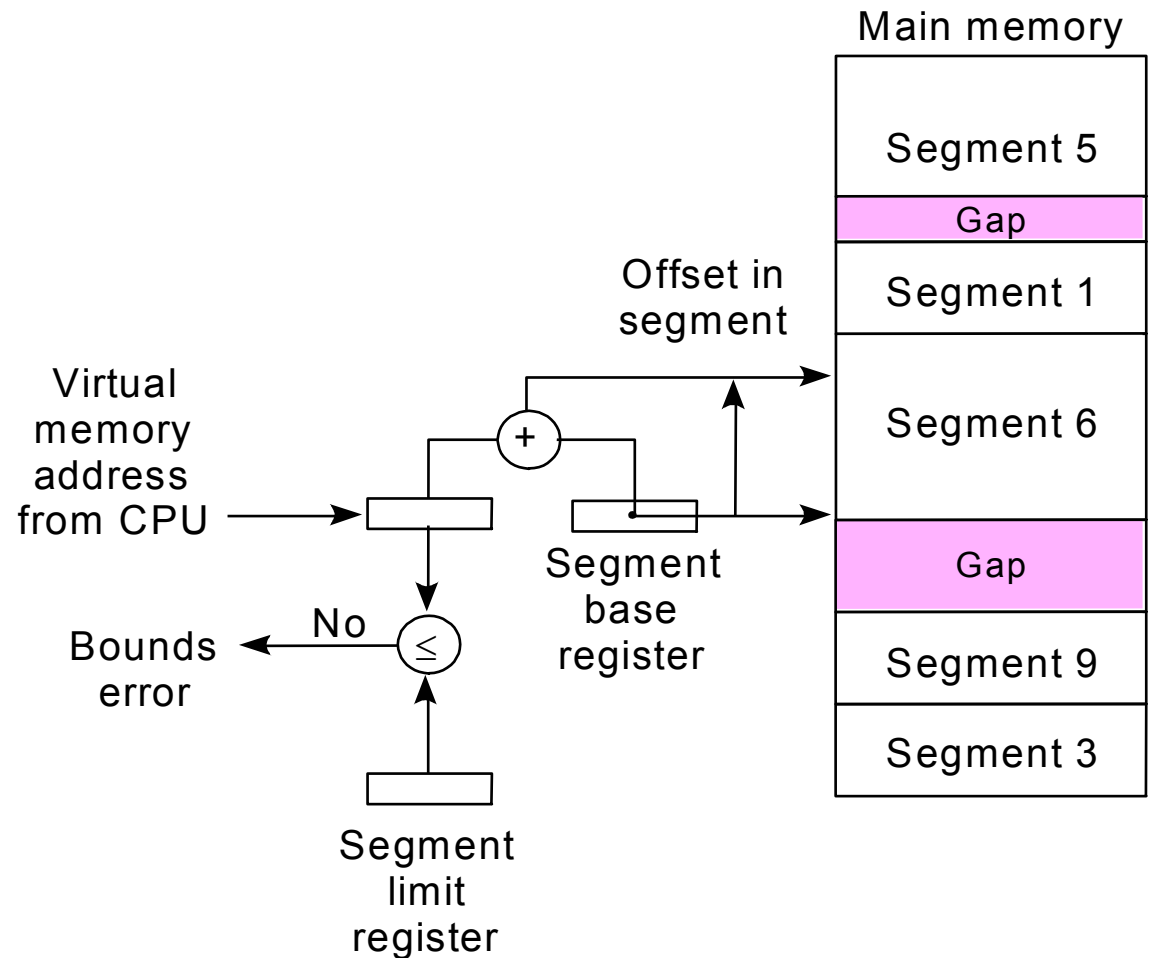 Main memory
Segment 5
Gap
Segment 1
Offset in
segment
Segment 6
Virtual
memory
address
from CPU
+
Segment
base
register
Gap
No
≤
Bounds
error
Segment 9
Segment 3
Segment
limit
register